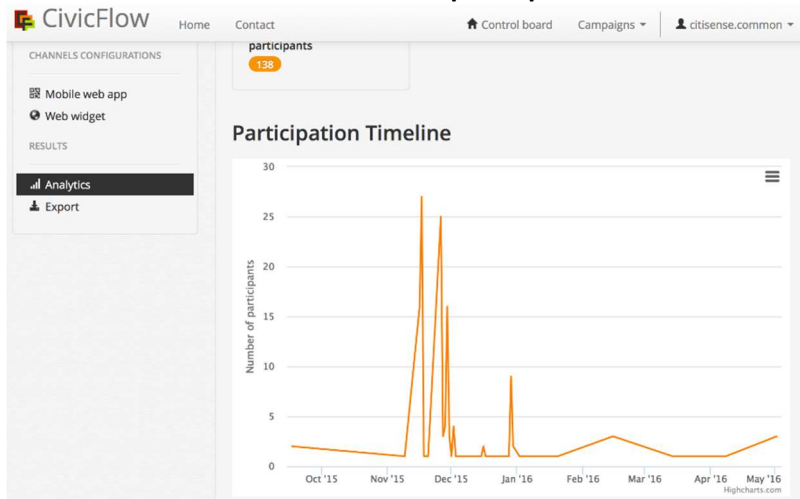 CivicFlow Home Contact Control board Campaigns citisense.common
CHANNELS CONFIGURATIONS
Mobile web app
Web widget
RESULTS
Analytics
Export
participants
138
Participation Timeline
Number of participants
30
25
20
15
10
5
0
Oct '15 Nov '15 Dec '15 Jan '16 Feb '16 Mar '16 Apr '16 May '16
Highcharts.com